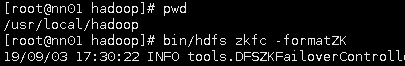 [root@nn01 hadoop]# pwd
/usr/local/hadoop
[root@nn01 hadoop]# bin/hdfs zkfc -formatZK
19/09/03 17:30:22 INFO tools.DFSZKFailoverControlle